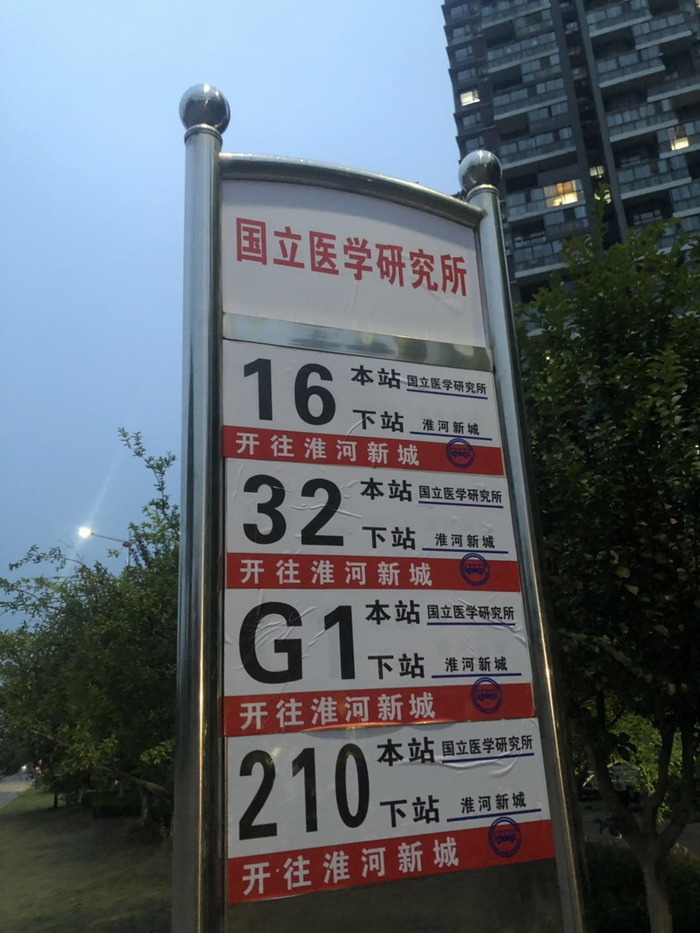 国立医学研究所
16 本站 国立医学研究所
下站 淮河新城
开往淮河新城
32 本站 国立医学研究所
下站 淮河新城
开往淮河新城
G1 本站 国立医学研究所
下站 淮河新城
开往淮河新城
210 本站 国立医学研究所
下站 淮河新城
开往淮河新城